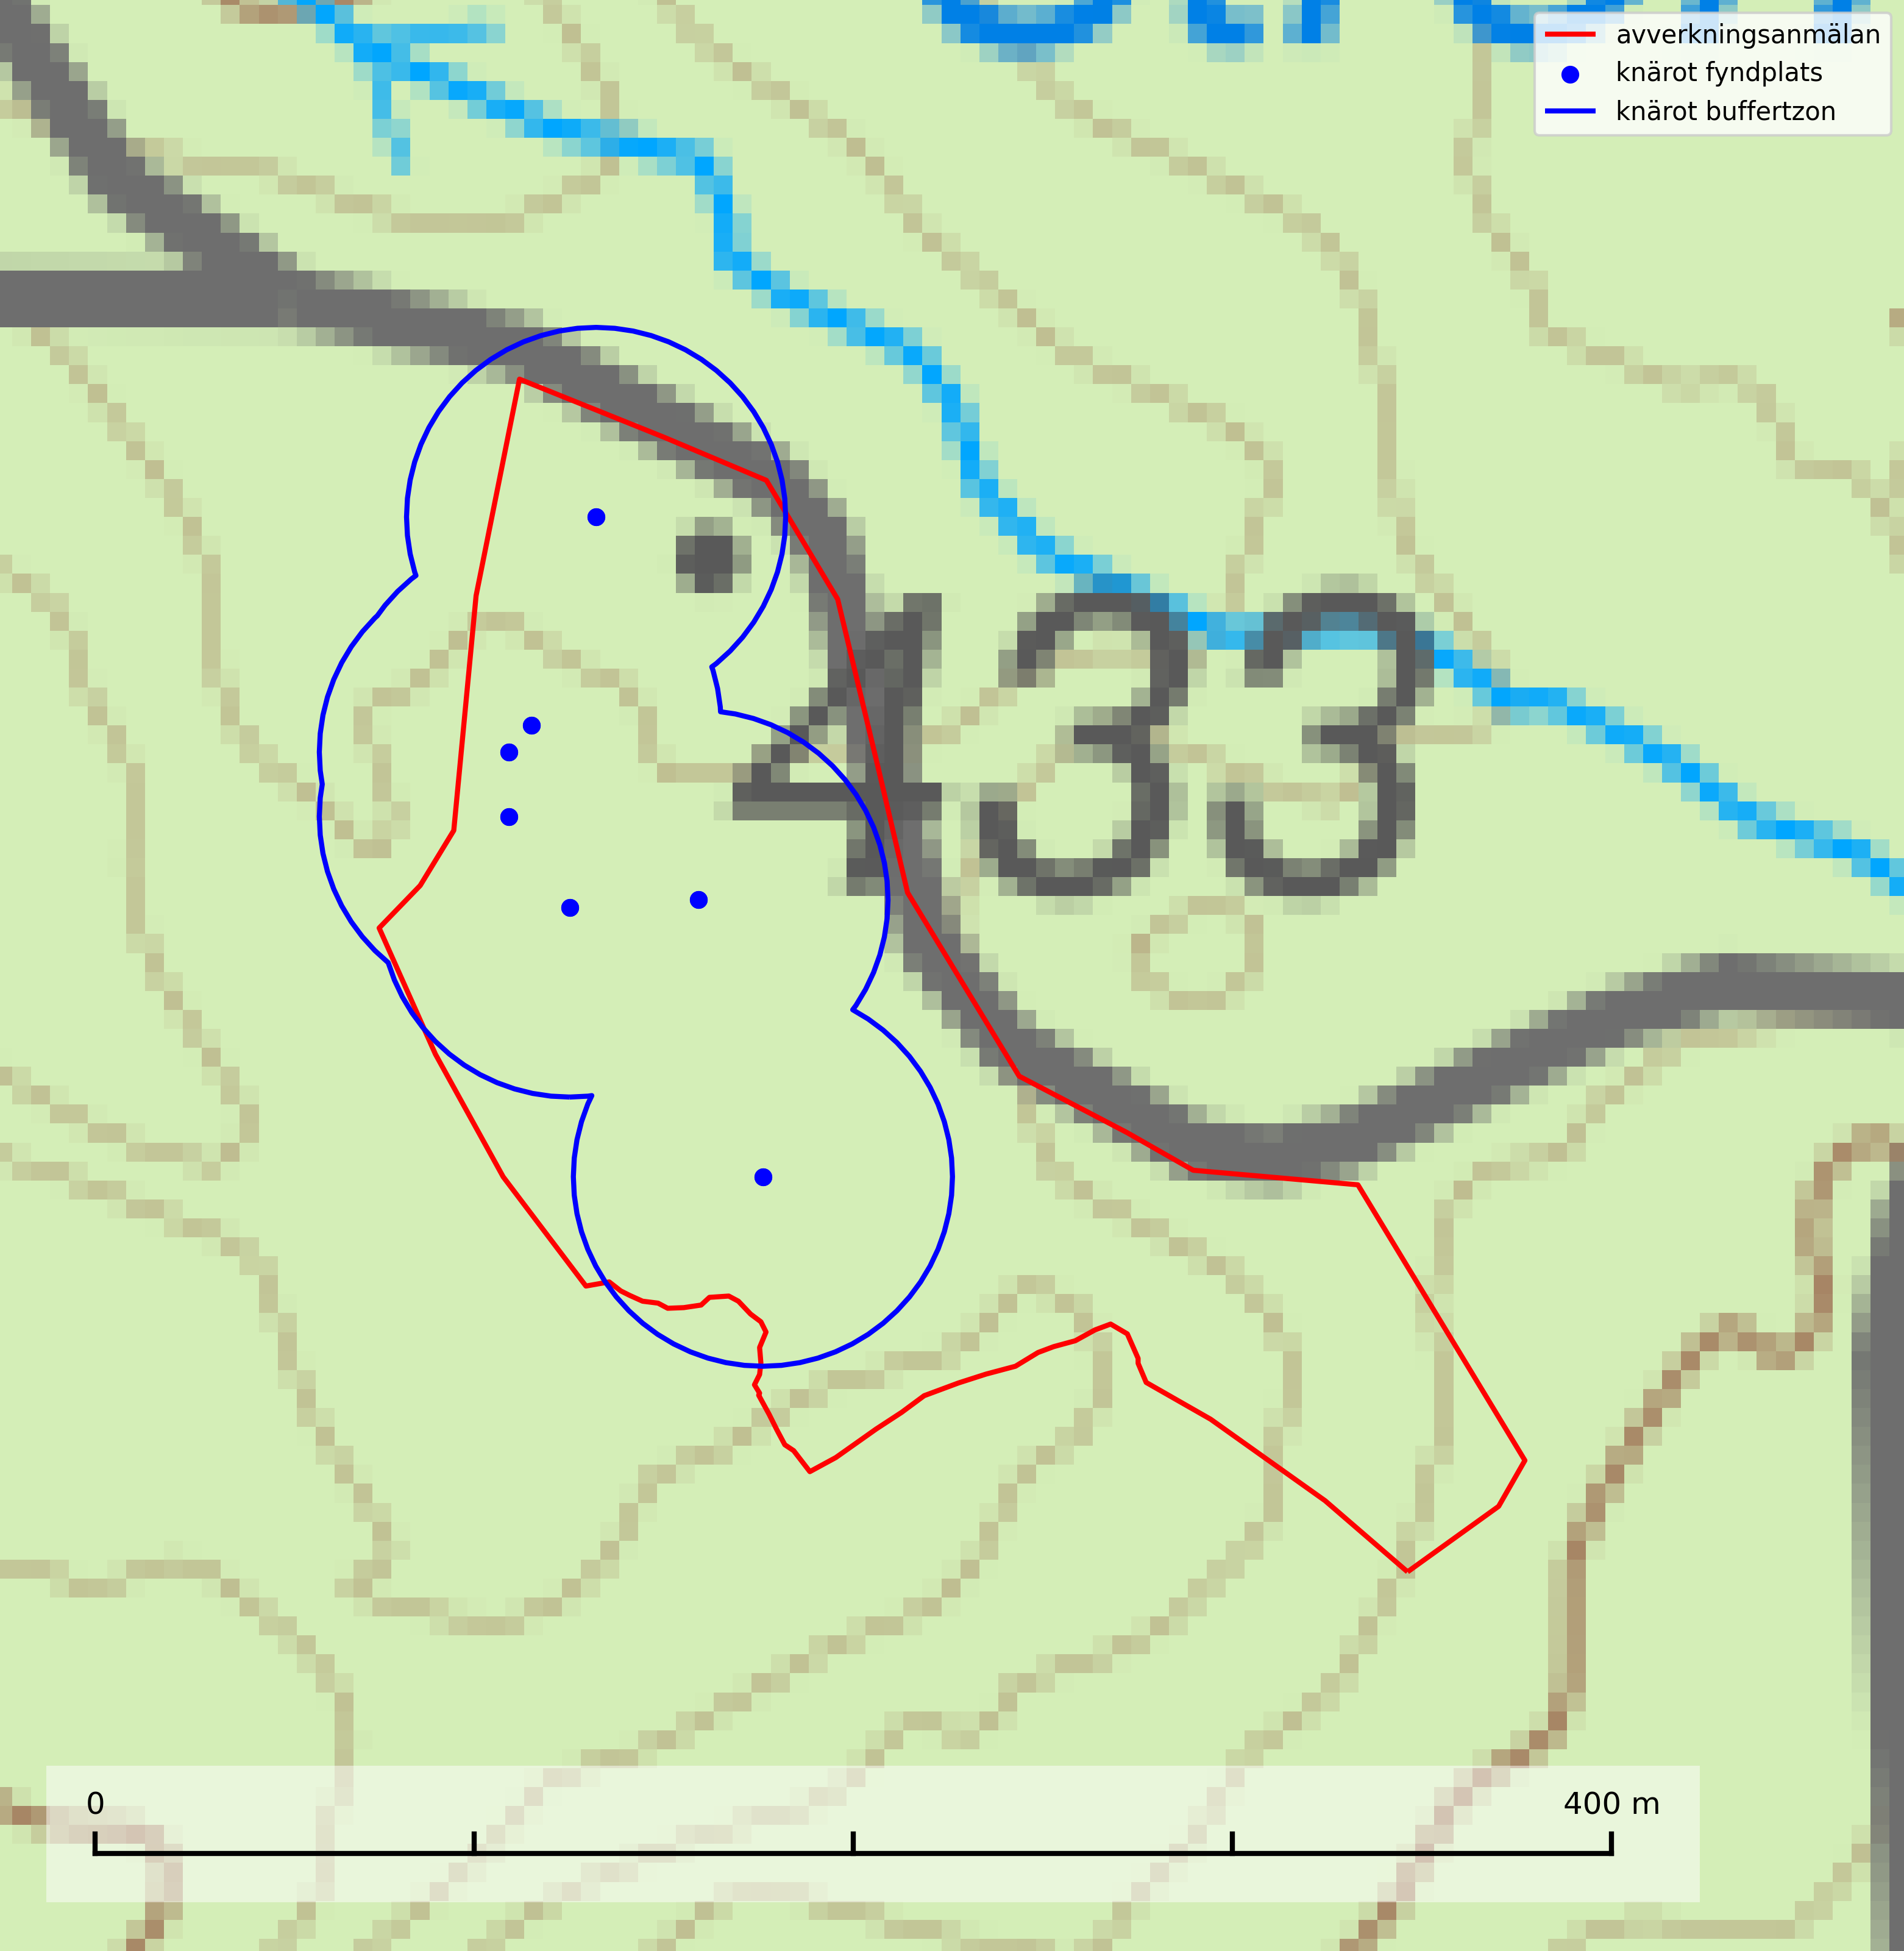 avverkningsanmälan
knärot fyndplats
knärot buffertzon
433
0 400 m